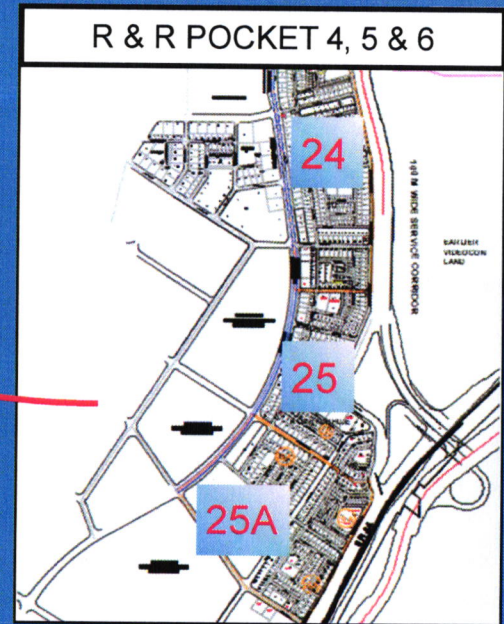 R & R POCKET 4, 5 & 6
24
100 M WIDE SERVICE CORRIDOR
EARLIER
VIDEOCON
LAND
25
25A